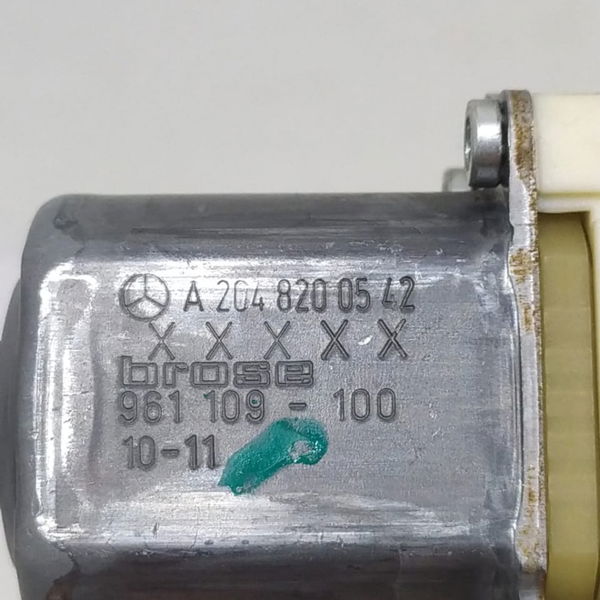 A 204 820 05 42
X X X X X
brose
961 109 - 100
10-11